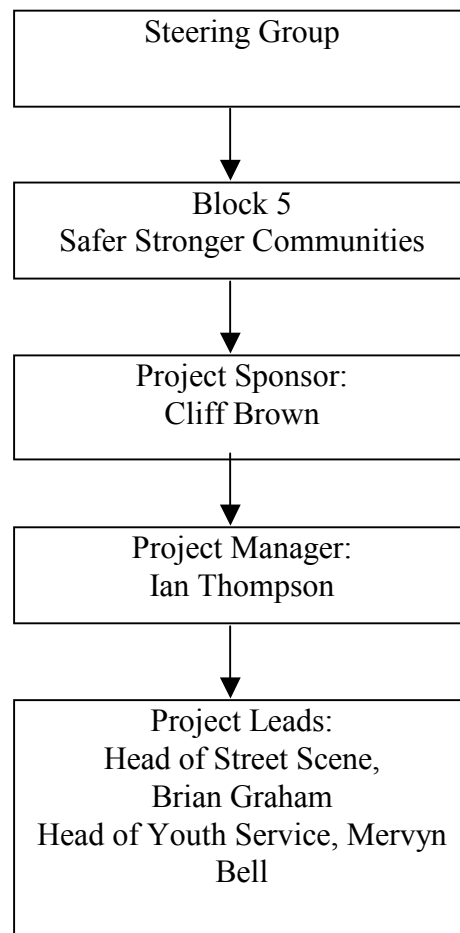 Steering Group
Block 5
Safer Stronger Communities
Project Sponsor:
Cliff Brown
Project Manager:
Ian Thompson
Project Leads:
Head of Street Scene,
Brian Graham
Head of Youth Service, Mervyn
Bell